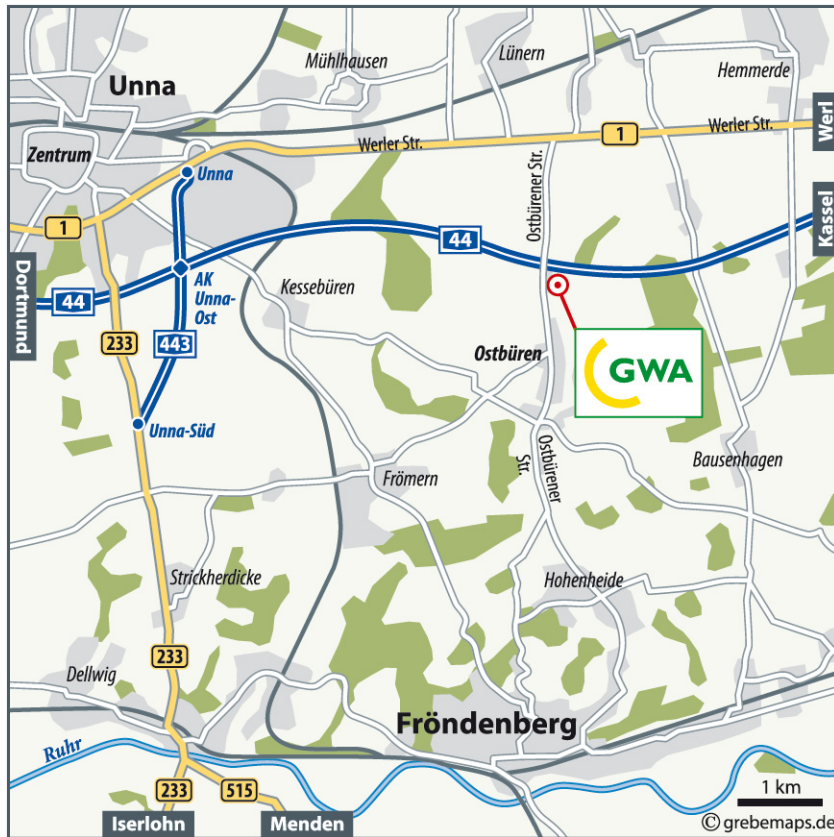 Mühlhausen
Lünern
Hemmerde
Unna
Werler Str.
1
Werler Str.
Werl
Zentrum
Unna
Ostbürener Str.
1
44
Kassel
Dortmund
44
AK
Unna-
Ost
Kessebüren
233
443
Ostbüren
GWA
Unna-Süd
Ostbürener
Str.
Bausenhagen
Frömern
Strickherdicke
Hohenheide
233
Dellwig
Fröndenberg
Ruhr
233
515
1 km
Iserlohn
Menden
© grebemaps.de